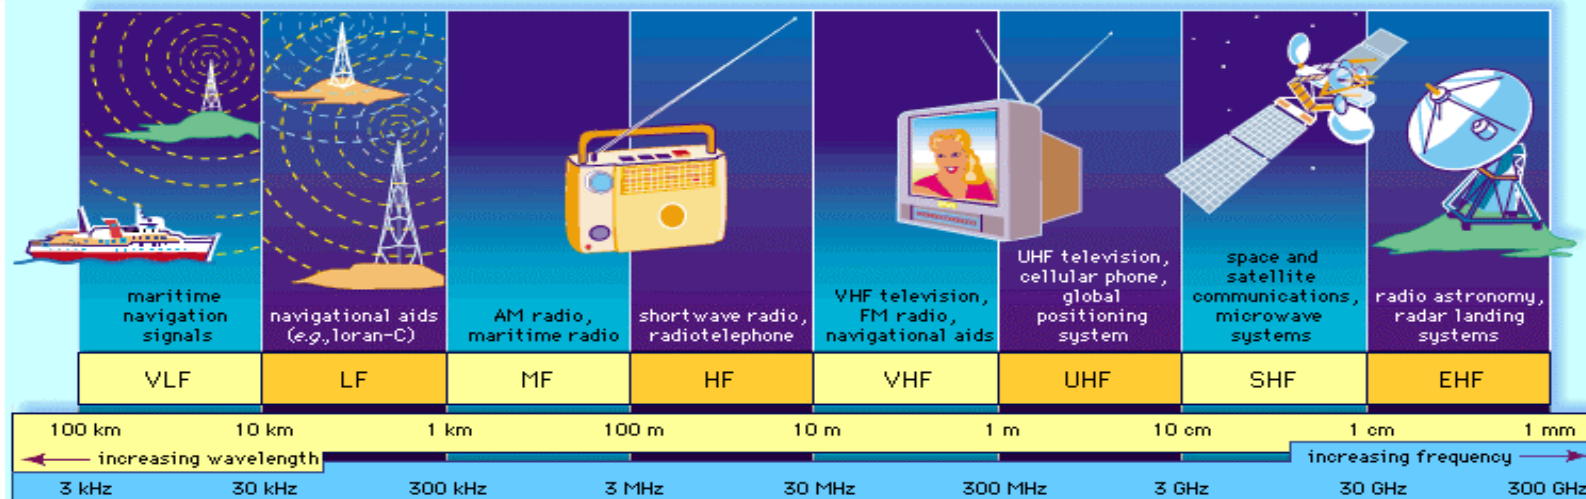 maritime
navigation
signals
navigational aids
(e.g., loran-C)
AM radio,
maritime radio
shortwave radio,
radiotelephone
VHF television,
FM radio,
navigational aids
UHF television,
cellular phone,
global
positioning
system
space and
satellite
communications,
microwave
systems
radio astronomy,
radar landing
systems
VLF LF MF HF VHF UHF SHF EHF
100 km 10 km 1 km 100 m 10 m 1 m 10 cm 1 cm 1 mm
increasing wavelength increasing frequency
3 kHz 30 kHz 300 kHz 3 MHz 30 MHz 300 MHz 3 GHz 30 GHz 300 GHz